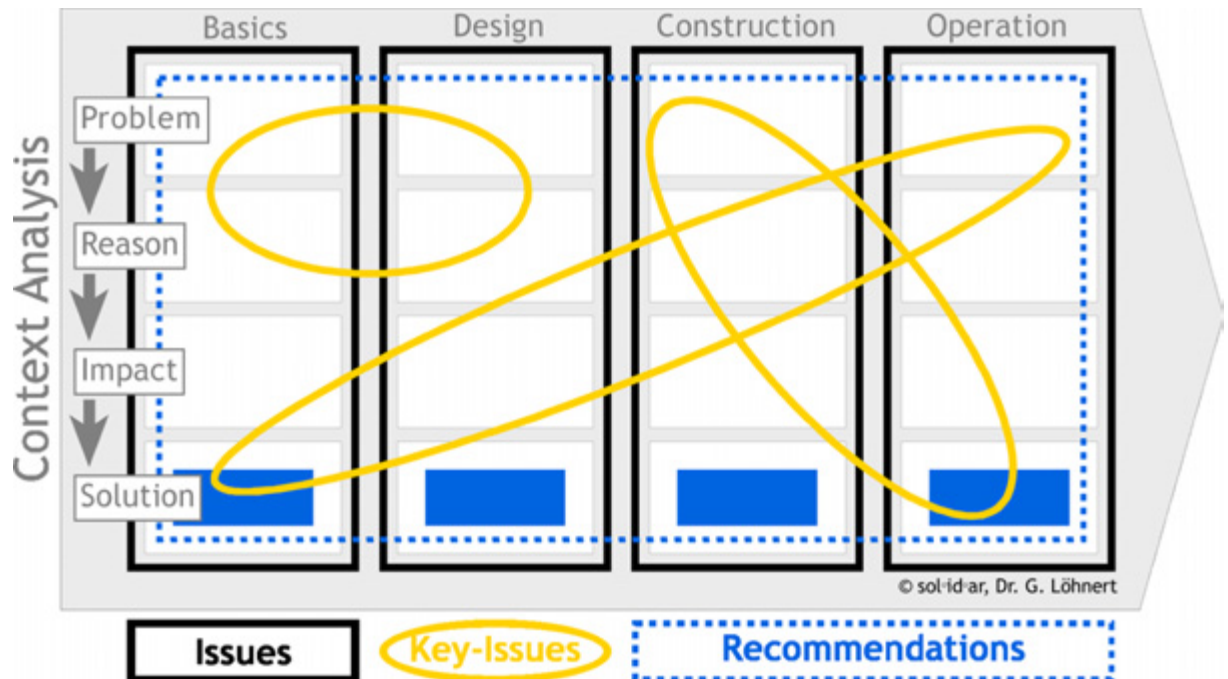 Basics Design Construction Operation
Context Analysis
Problem
Reason
Impact
Solution
© sol·id·ar, Dr. G. Löhnert
Issues Key-Issues Recommendations